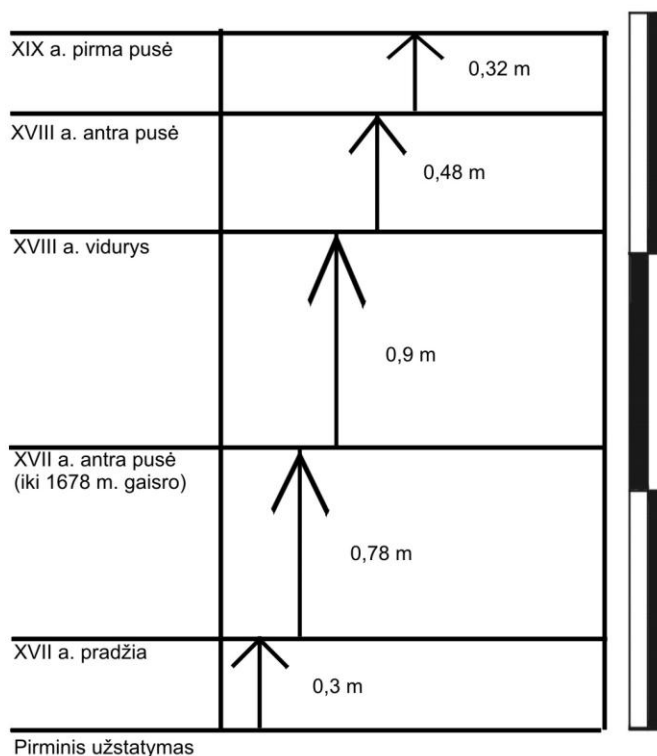 XIX a. pirma pusė
0,32 m
XVIII a. antra pusė
0,48 m
XVIII a. vidurys
0,9 m
XVII a. antra pusė
(iki 1678 m. gaisro)
0,78 m
XVII a. pradžia
0,3 m
Pirminis užstatymas